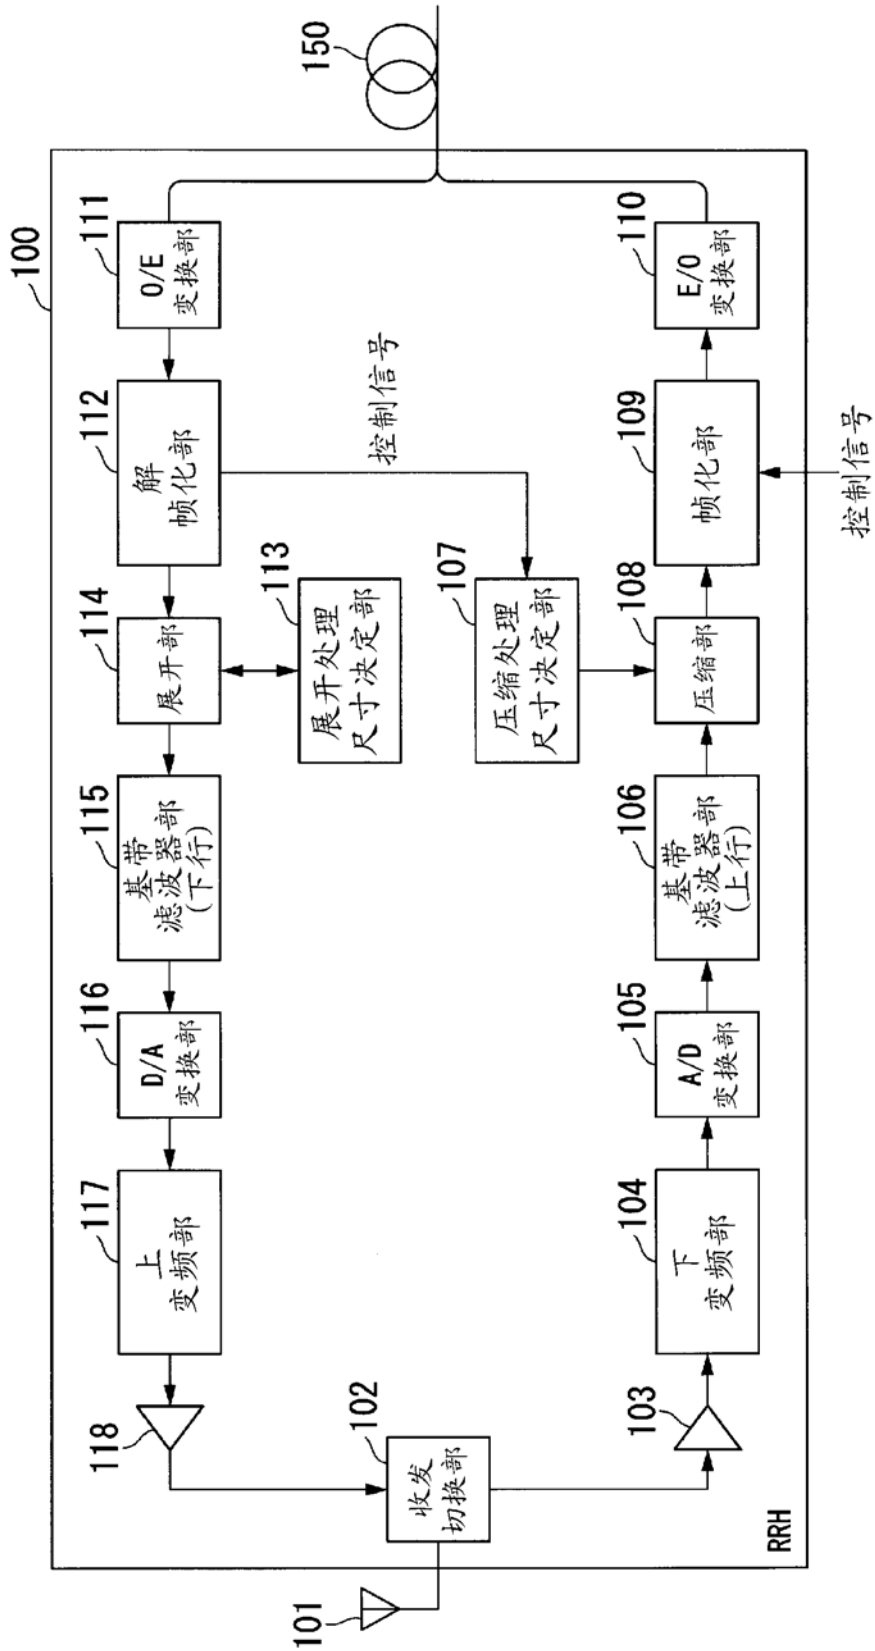 100
RRH
101
102
收发
切换部
118
117
上
变频部
116
D/A
变换部
115
基带
滤波器部
(下行)
114
展开部
112
解
帧化部
111
O/E
变换部
150
113
展开处理
尺寸决定部
控制信号
107
压缩处理
尺寸决定部
103
104
下
变频部
105
A/D
变换部
106
基带
滤波器部
(上行)
108
压缩部
109
帧化部
110
E/O
变换部
控制信号